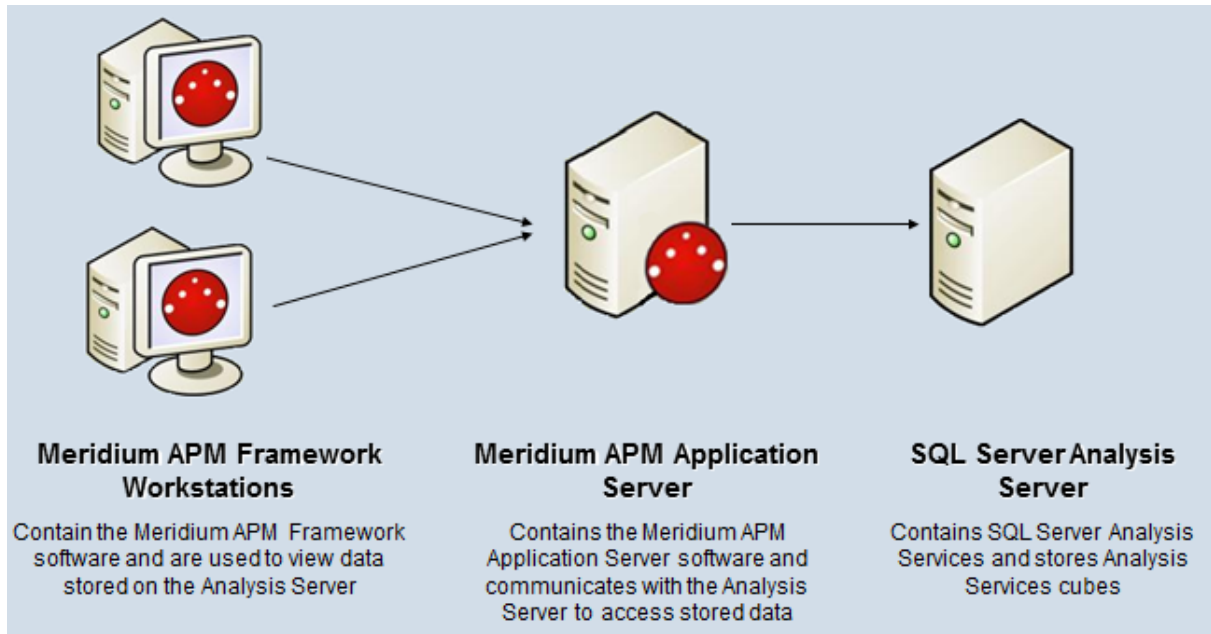 Meridium APM Framework
Workstations
Contain the Meridium APM Framework
software and are used to view data
stored on the Analysis Server
Meridium APM Application
Server
Contains the Meridium APM
Application Server software and
communicates with the Analysis
Server to access stored data
SQL Server Analysis
Server
Contains SQL Server Analysis
Services and stores Analysis
Services cubes